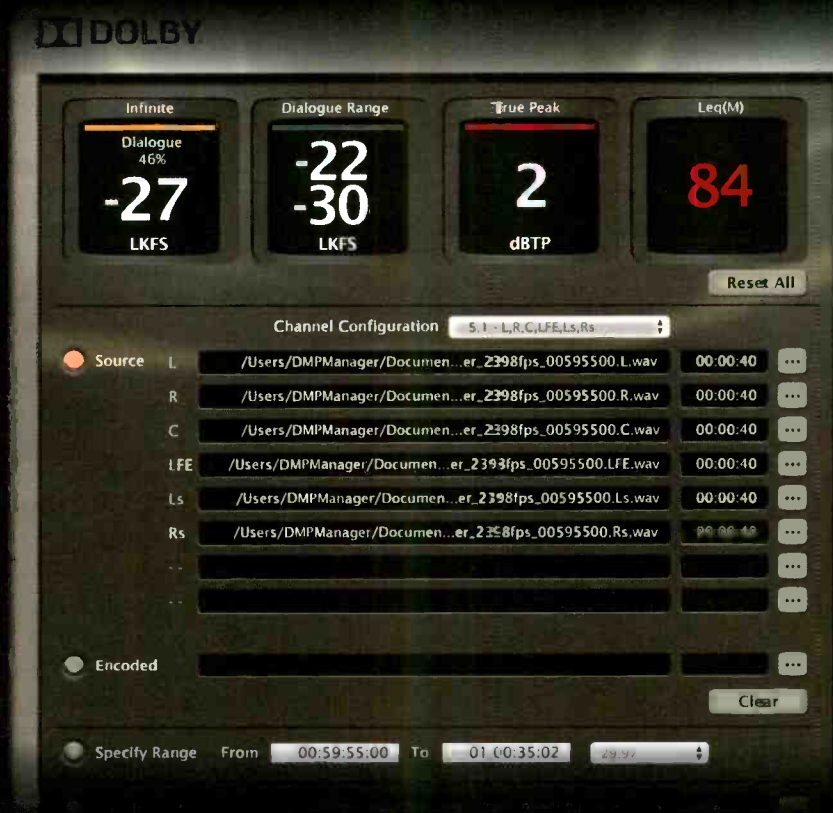 DOLBY
Infinite Dialogue Range True Peak Leq(M)
Dialogue
46%
-27
LKFS
-22
-30
LKFS
2
dBTP
84
Reset All
Channel Configuration 5.1 - L,R,C,LFE,Ls,Rs
Source L /Users/DMPManager/Documen...er_2398fps_00595500.L.wav 00:00:40 ...
R /Users/DMPManager/Documen...er_2398fps_00595500.R.wav 00:00:40 ...
C /Users/DMPManager/Documen...er_2398fps_00595500.C.wav 00:00:40 ...
LFE /Users/DMPManager/Documen...er_2398fps_00595500.LFE.wav 00:00:40 ...
Ls /Users/DMPManager/Documen...er_2398fps_00595500.Ls.wav 00:00:40 ...
Rs /Users/DMPManager/Documen...er_2398fps_00595500.Rs.wav 00:00:40 ...
-- ...
-- ...
Encoded ...
Clear
Specify Range From 00:59:55:00 To 01:00:35:02 29.97